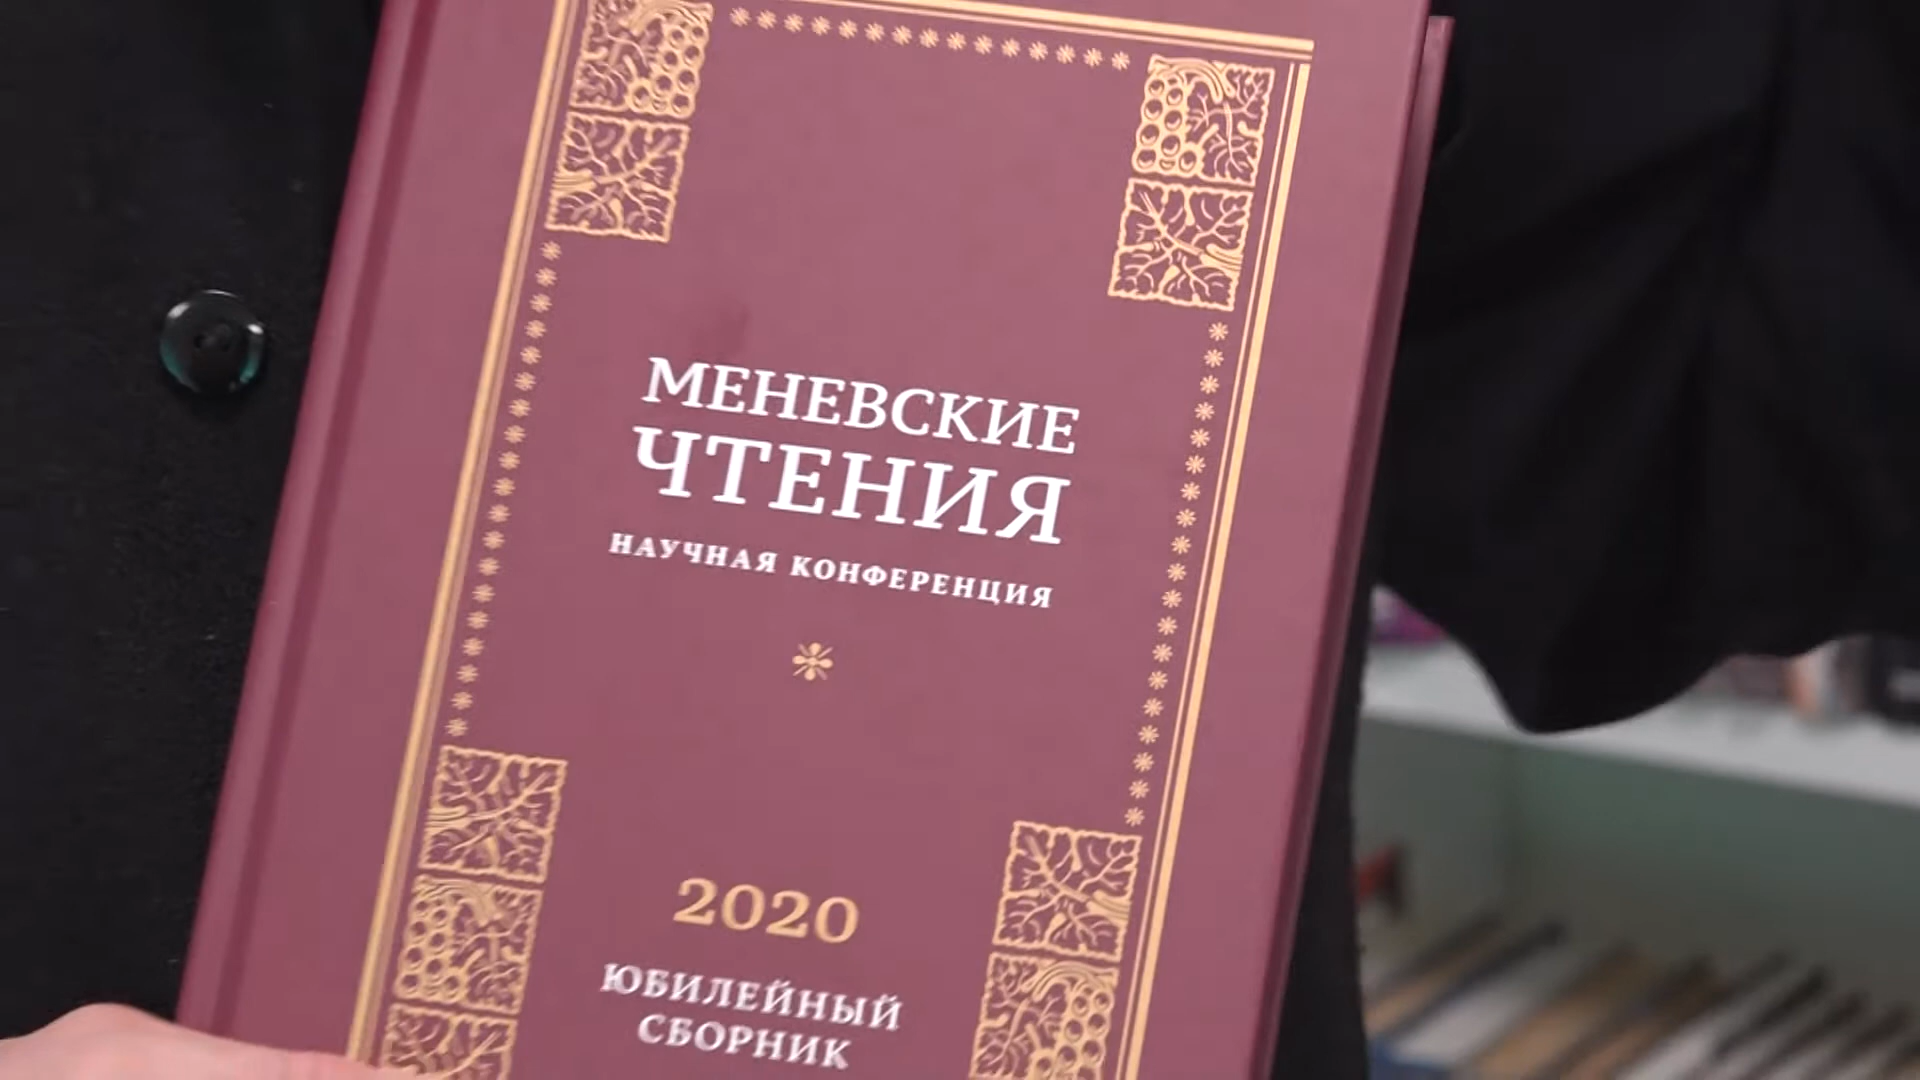 МЕНЕВСКИЕ
ЧТЕНИЯ
НАУЧНАЯ КОНФЕРЕНЦИЯ
2020
ЮБИЛЕЙНЫЙ
СБОРНИК